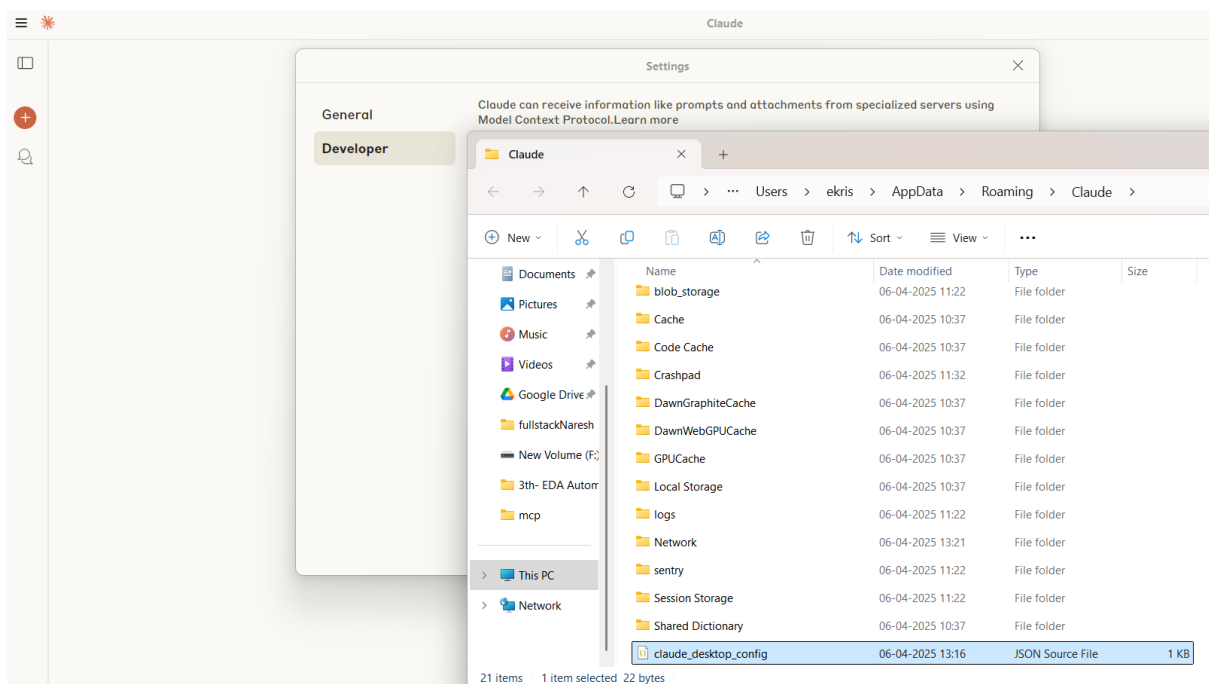 Claude
Settings
General
Developer
Claude can receive information like prompts and attachments from specialized servers using
Model Context Protocol.Learn more
Claude
Users > ekris > AppData > Roaming > Claude >
New
Sort
View
Documents
Pictures
Music
Videos
Google Drive
fullstackNaresh
New Volume (F:)
3th- EDA Autom
mcp
This PC
Network
Name Date modified Type Size
blob_storage 06-04-2025 11:22 File folder
Cache 06-04-2025 10:37 File folder
Code Cache 06-04-2025 10:37 File folder
Crashpad 06-04-2025 11:32 File folder
DawnGraphiteCache 06-04-2025 10:37 File folder
DawnWebGPUCache 06-04-2025 10:37 File folder
GPUCache 06-04-2025 10:37 File folder
Local Storage 06-04-2025 10:37 File folder
logs 06-04-2025 11:22 File folder
Network 06-04-2025 13:21 File folder
sentry 06-04-2025 11:22 File folder
Session Storage 06-04-2025 11:22 File folder
Shared Dictionary 06-04-2025 10:37 File folder
claude_desktop_config 06-04-2025 13:16 JSON Source File 1 KB
21 items 1 item selected 22 bytes